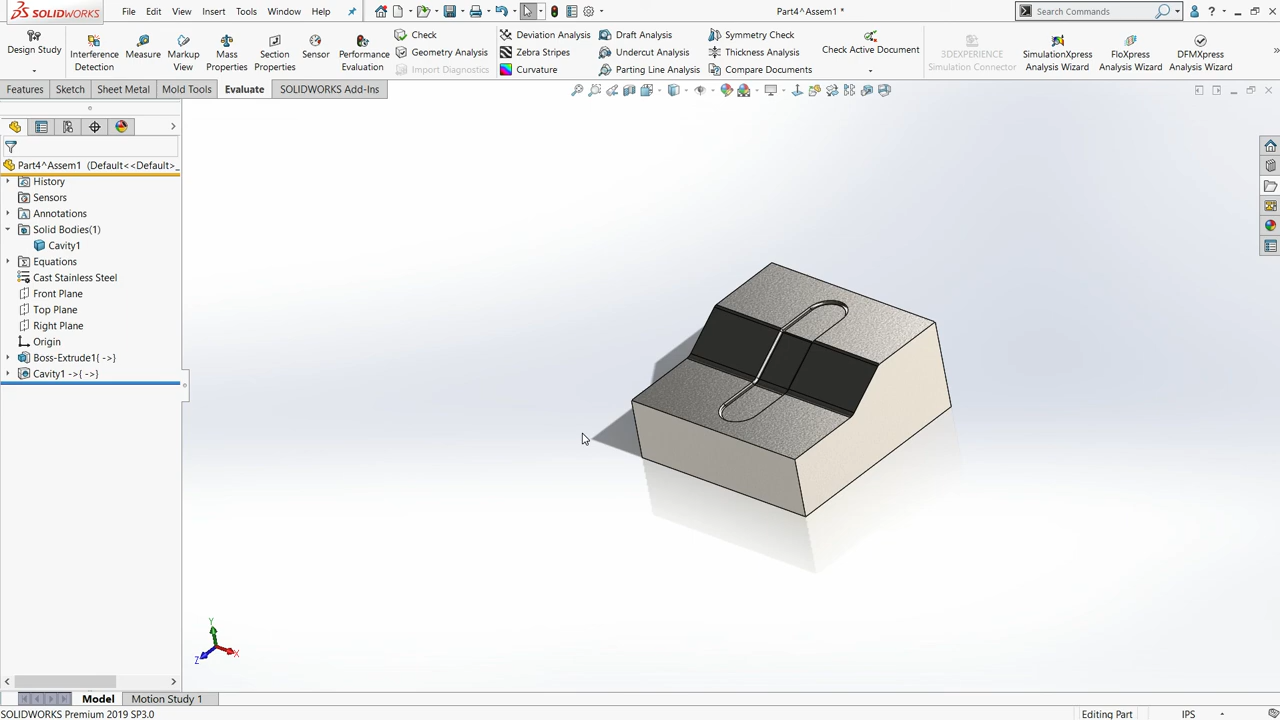 SOLIDWORKS
File Edit View Insert Tools Window Help
Part4^Assem1 *
Search Commands
Design Study
Interference Detection
Measure
Markup View
Mass Properties
Section Properties
Sensor
Performance Evaluation
Check
Geometry Analysis
Import Diagnostics
Deviation Analysis
Zebra Stripes
Curvature
Draft Analysis
Undercut Analysis
Parting Line Analysis
Symmetry Check
Thickness Analysis
Compare Documents
Check Active Document
3DEXPERIENCE Simulation Connector
SimulationXpress Analysis Wizard
FloXpress Analysis Wizard
DFMXpress Analysis Wizard
Features Sketch Sheet Metal Mold Tools Evaluate SOLIDWORKS Add-Ins
Part4^Assem1 (Default<<Default>_
History
Sensors
Annotations
Solid Bodies(1)
Cavity1
Equations
Cast Stainless Steel
Front Plane
Top Plane
Right Plane
Origin
Boss-Extrude1{ ->}
Cavity1 ->{ ->}
Y
Z X
Model Motion Study 1
SOLIDWORKS Premium 2019 SP3.0
Editing Part IPS